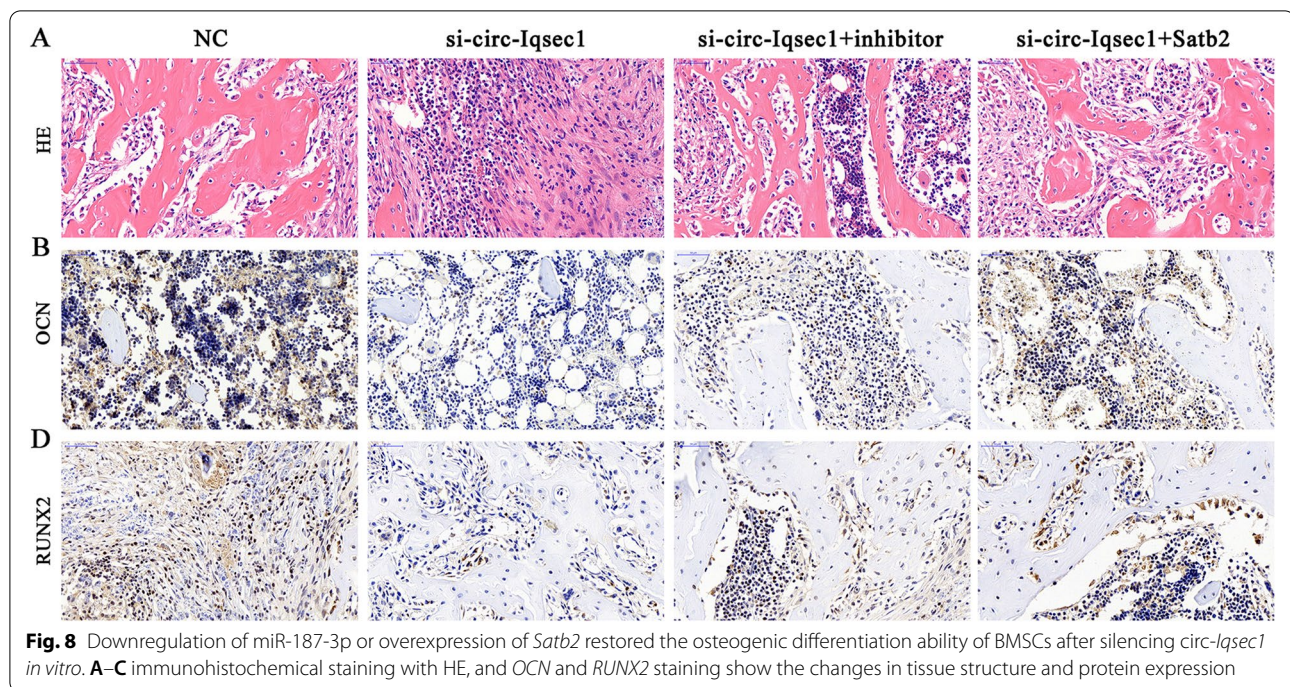 A NC si-circ-Iqsec1 si-circ-Iqsec1+inhibitor si-circ-Iqsec1+Satb2
HE
B
OCN
D
RUNX2
Fig. 8 Downregulation of miR-187-3p or overexpression of Satb2 restored the osteogenic differentiation ability of BMSCs after silencing circ-Iqsec1
in vitro. A–C immunohistochemical staining with HE, and OCN and RUNX2 staining show the changes in tissue structure and protein expression